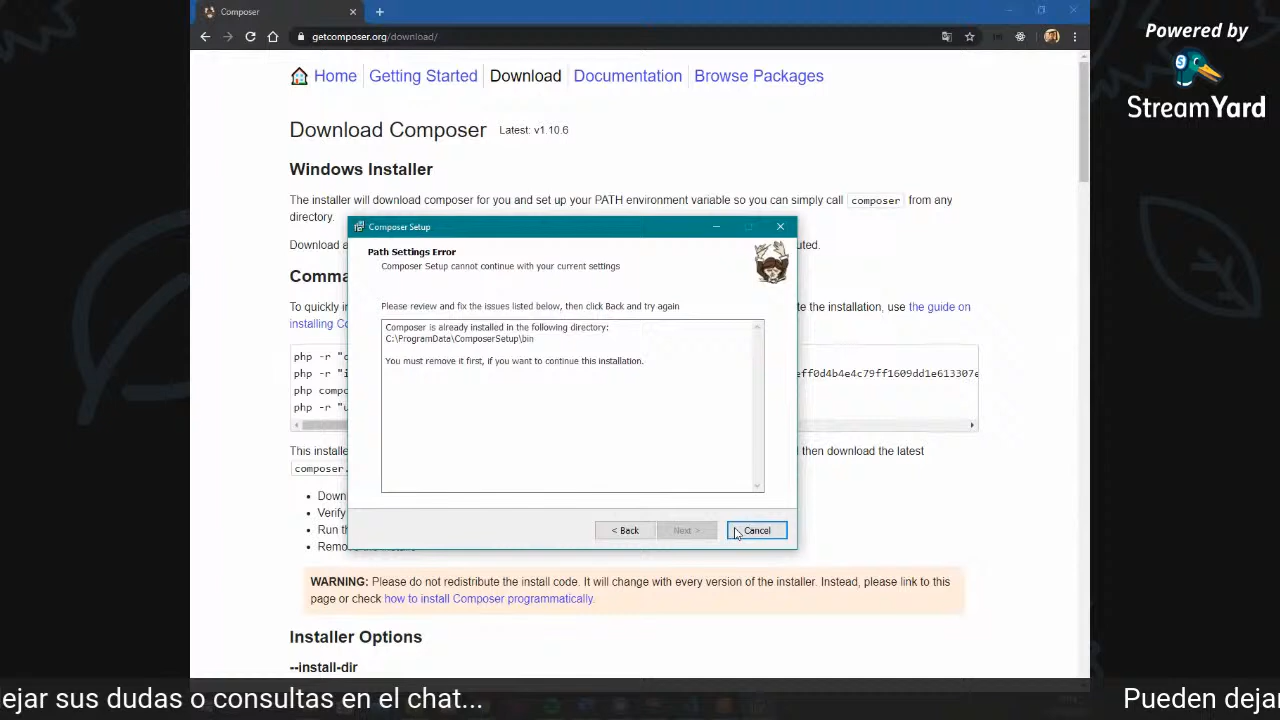 Composer
getcomposer.org/download/
Powered by
StreamYard
Home
Getting Started
Download
Documentation
Browse Packages
Download Composer
Latest: v1.10.6
Windows Installer
The installer will download composer for you and set up your PATH environment variable so you can simply call composer from any
directory.
Download
Composer Setup
Path Settings Error
Composer Setup cannot continue with your current settings
Please review and fix the issues listed below, then click Back and try again
Composer is already installed in the following directory:
C:\ProgramData\ComposerSetup\bin
You must remove it first, if you want to continue this installation.
< Back
Next >
Cancel
Comma
To quickly in
te the installation, use the guide on
installing Co
php -r "
php -r "i
eff0d4b4e4c79ff1609dd1e613307e
php compo
php -r "u
This installe
then download the latest
composer.
Down
Verify
Run th
WARNING: Please do not redistribute the install code. It will change with every version of the installer. Instead, please link to this
page or check how to install Composer programmatically.
Installer Options
--install-dir
lejar sus dudas o consultas en el chat...
Pueden dejar